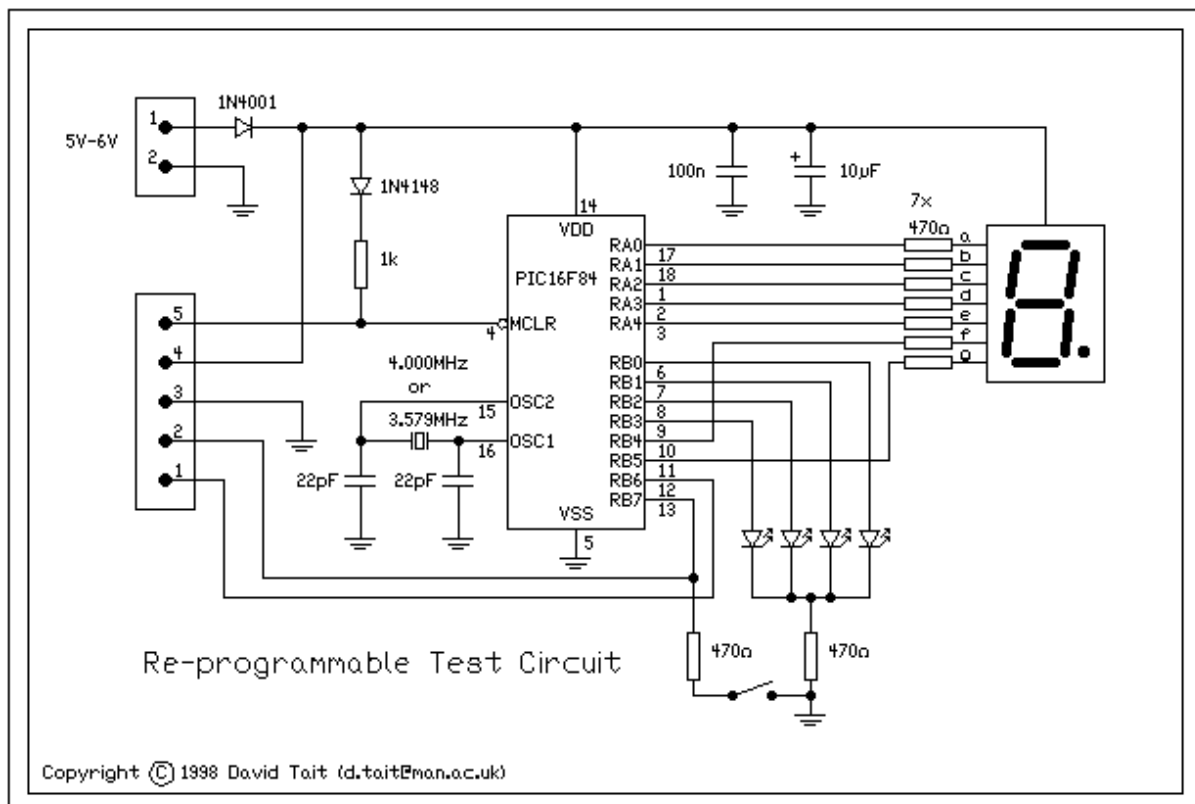 1N4001
5V-6V
1
2
1N4148
1k
100n
+
10µF
7x
470Ω
a
b
c
d
e
f
g
14
VDD
PIC16F84
RA0
17
RA1
18
RA2
1
RA3
2
RA4
3
RB0
6
RB1
7
RB2
8
RB3
9
RB4
10
RB5
11
RB6
12
RB7
13
4
MCLR
5
4
3
2
1
4.000MHz
or
3.579MHz
15
OSC2
16
OSC1
22pF
22pF
VSS
5
470Ω
470Ω
Re-programmable Test Circuit
Copyright © 1998 David Tait (d.tait@man.ac.uk)